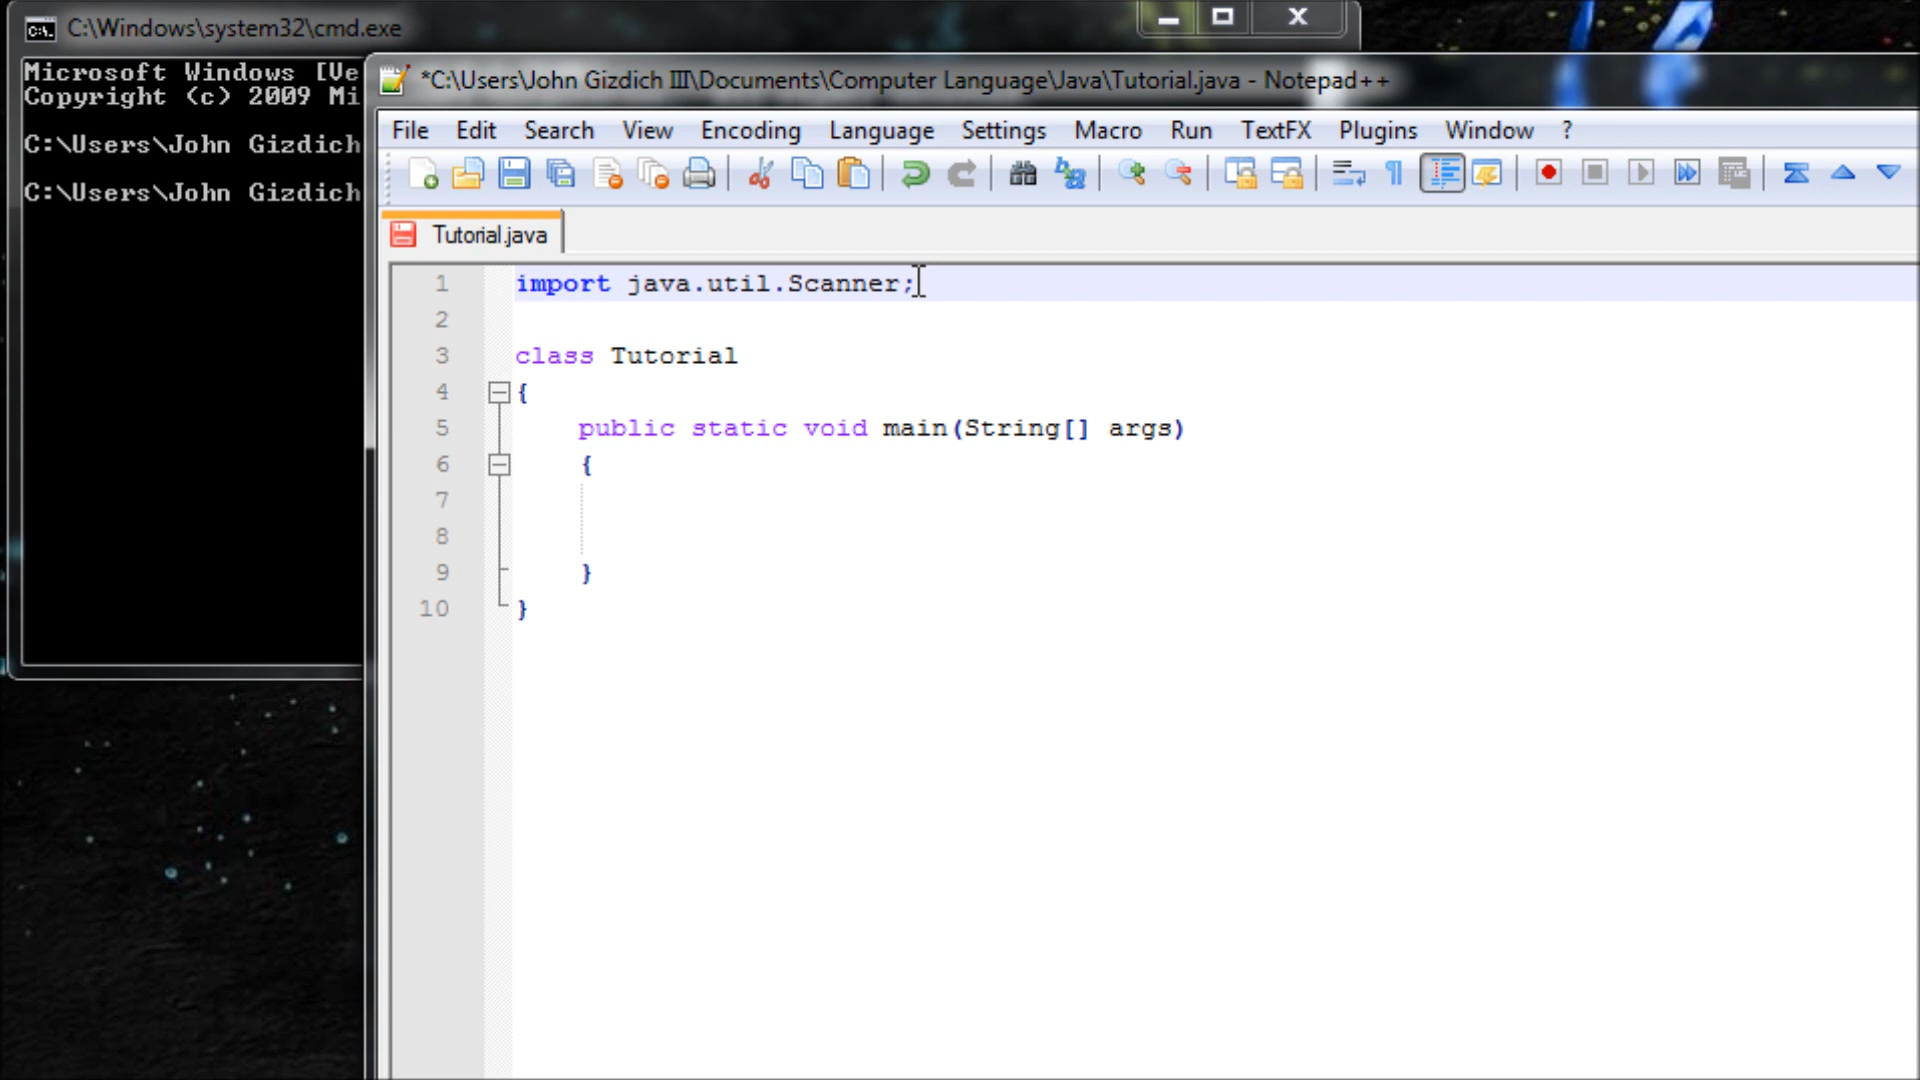 C:\Windows\system32\cmd.exe
Microsoft Windows [Ve
Copyright (c) 2009 Mi
C:\Users\John Gizdich
C:\Users\John Gizdich
*C:\Users\John Gizdich III\Documents\Computer Language\Java\Tutorial.java - Notepad++
File Edit Search View Encoding Language Settings Macro Run TextFX Plugins Window ?
Tutorial.java
1 import java.util.Scanner;
2
3 class Tutorial
4 {
5 public static void main(String[] args)
6 {
7
8
9 }
10 }